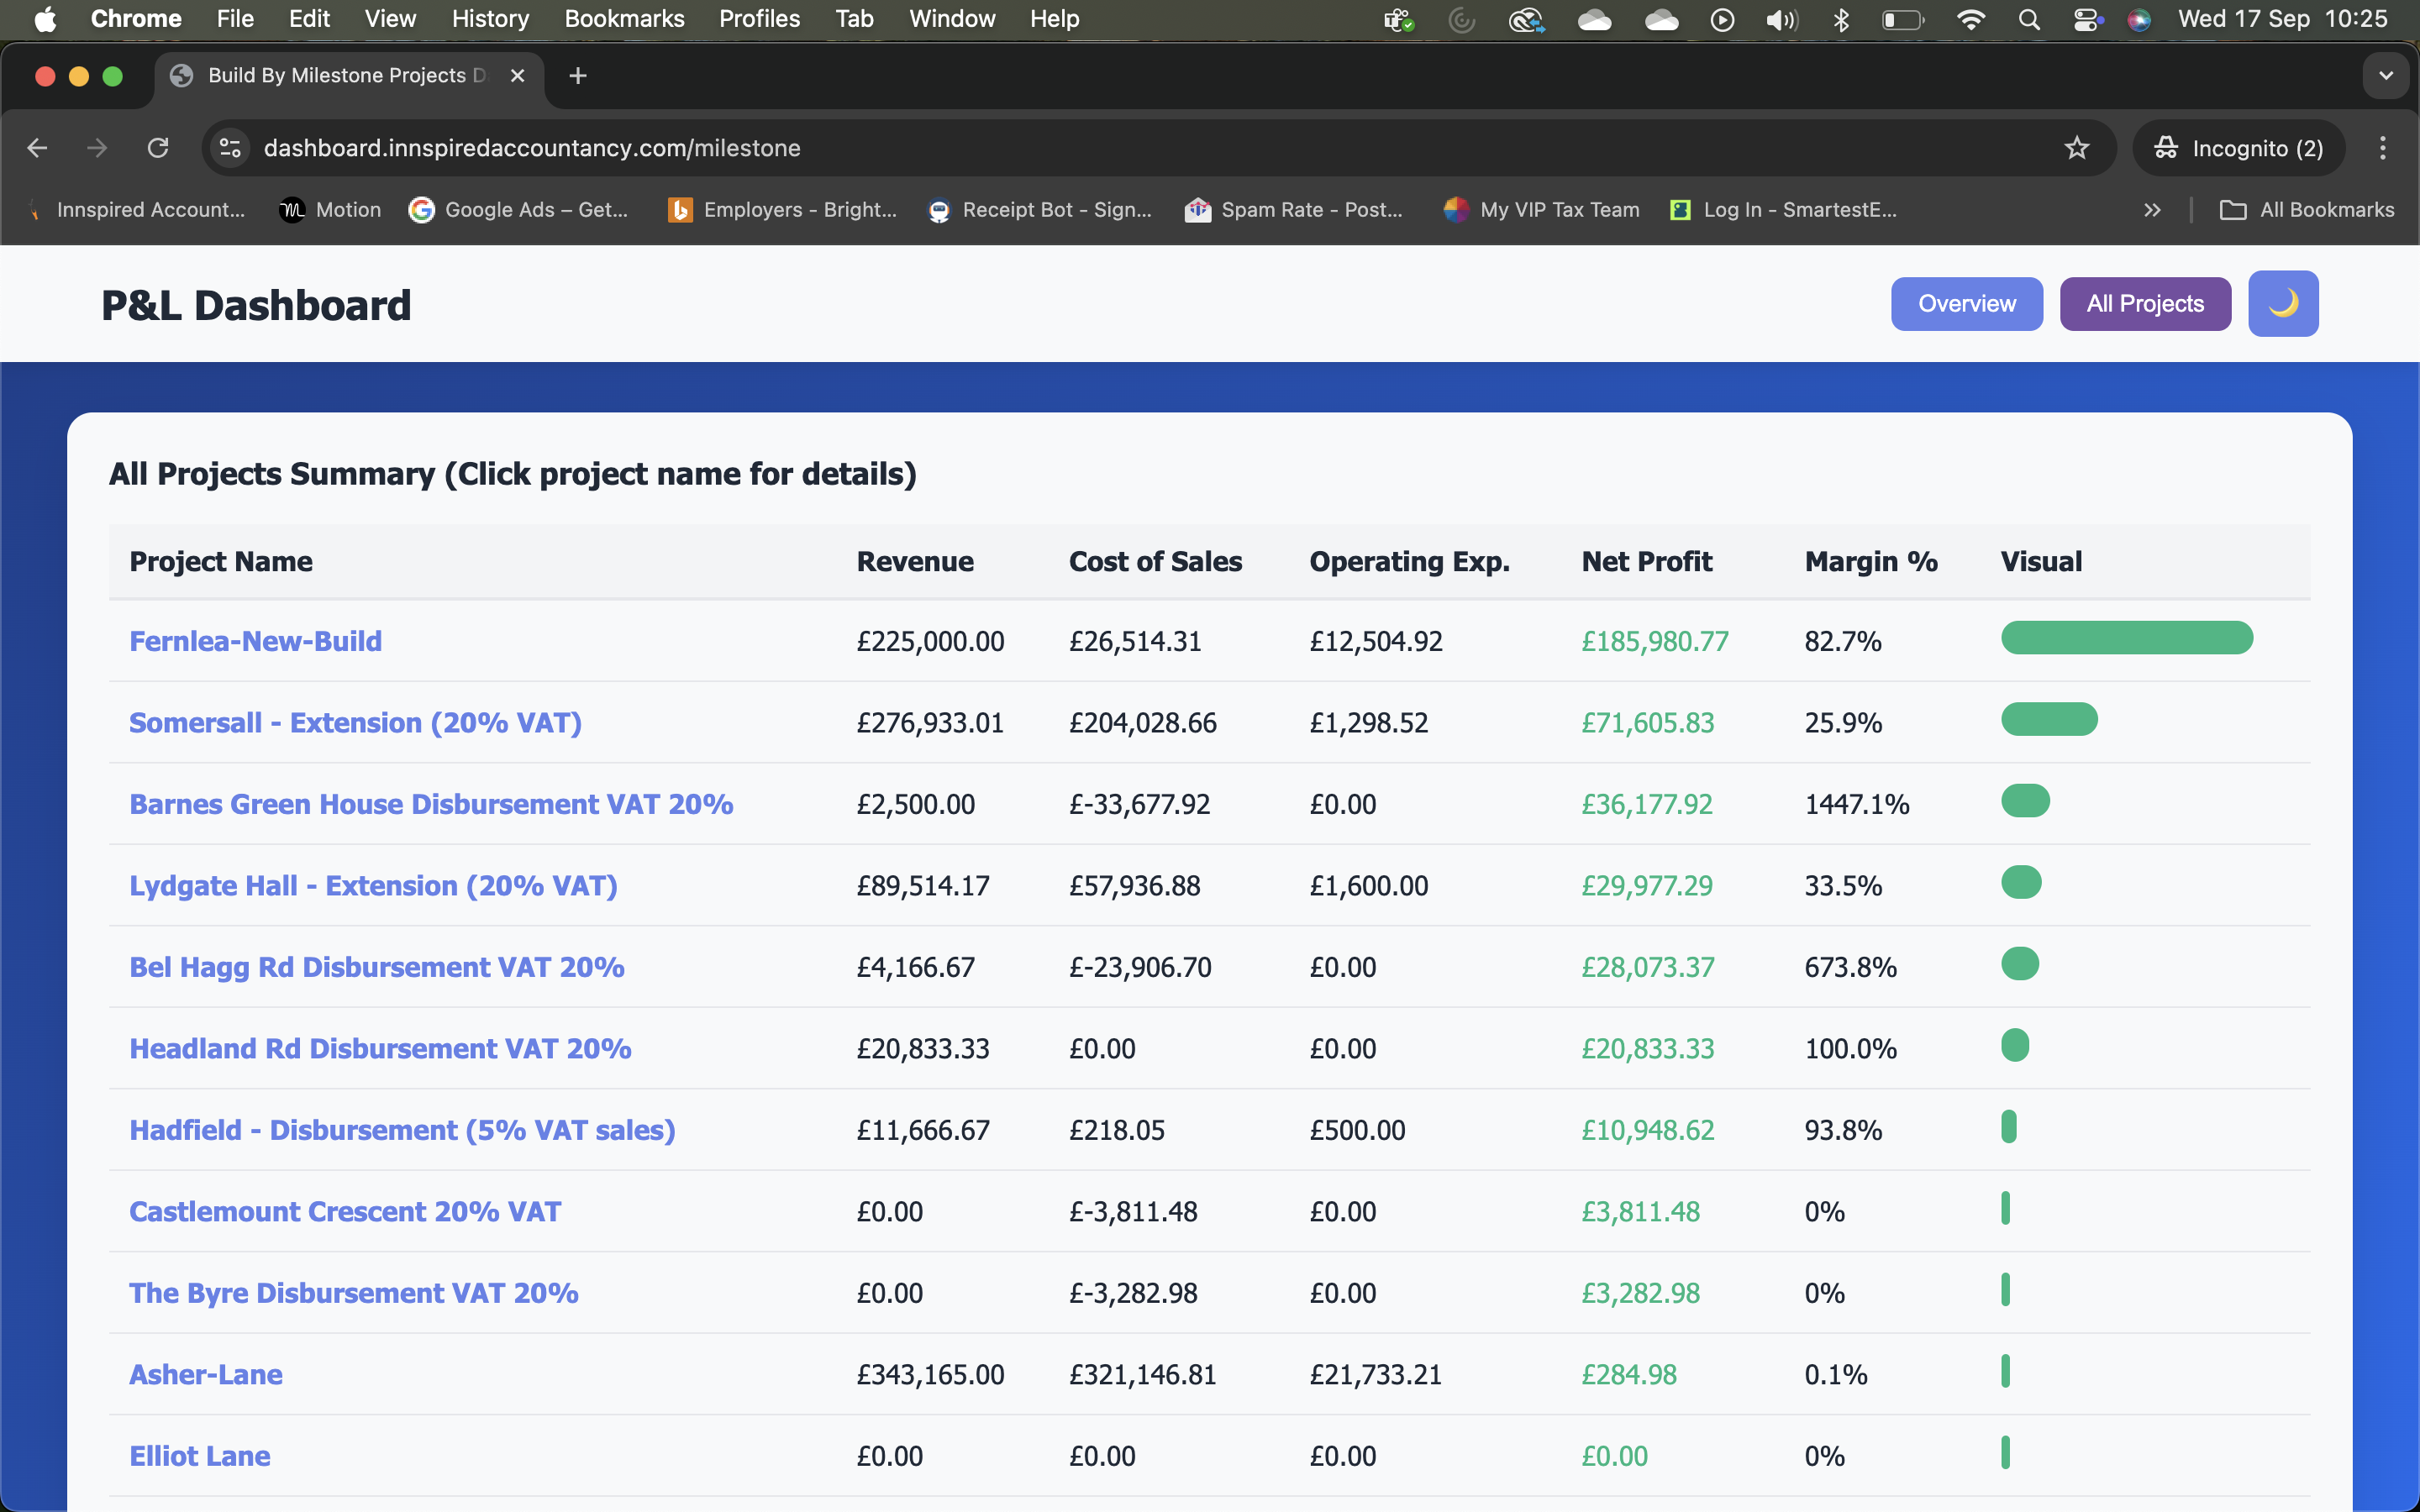 Chrome File Edit View History Bookmarks Profiles Tab Window Help Wed 17 Sep 10:25
Build By Milestone Projects D
dashboard.innspiredaccountancy.com/milestone Incognito (2)
Innspired Account... Motion Google Ads – Get... Employers - Bright... Receipt Bot - Sign... Spam Rate - Post... My VIP Tax Team Log In - SmartestE... All Bookmarks
P&L Dashboard Overview All Projects
All Projects Summary (Click project name for details)
Project Name Revenue Cost of Sales Operating Exp. Net Profit Margin % Visual
Fernlea-New-Build £225,000.00 £26,514.31 £12,504.92 £185,980.77 82.7%
Somersall - Extension (20% VAT) £276,933.01 £204,028.66 £1,298.52 £71,605.83 25.9%
Barnes Green House Disbursement VAT 20% £2,500.00 £-33,677.92 £0.00 £36,177.92 1447.1%
Lydgate Hall - Extension (20% VAT) £89,514.17 £57,936.88 £1,600.00 £29,977.29 33.5%
Bel Hagg Rd Disbursement VAT 20% £4,166.67 £-23,906.70 £0.00 £28,073.37 673.8%
Headland Rd Disbursement VAT 20% £20,833.33 £0.00 £0.00 £20,833.33 100.0%
Hadfield - Disbursement (5% VAT sales) £11,666.67 £218.05 £500.00 £10,948.62 93.8%
Castlemount Crescent 20% VAT £0.00 £-3,811.48 £0.00 £3,811.48 0%
The Byre Disbursement VAT 20% £0.00 £-3,282.98 £0.00 £3,282.98 0%
Asher-Lane £343,165.00 £321,146.81 £21,733.21 £284.98 0.1%
Elliot Lane £0.00 £0.00 £0.00 £0.00 0%